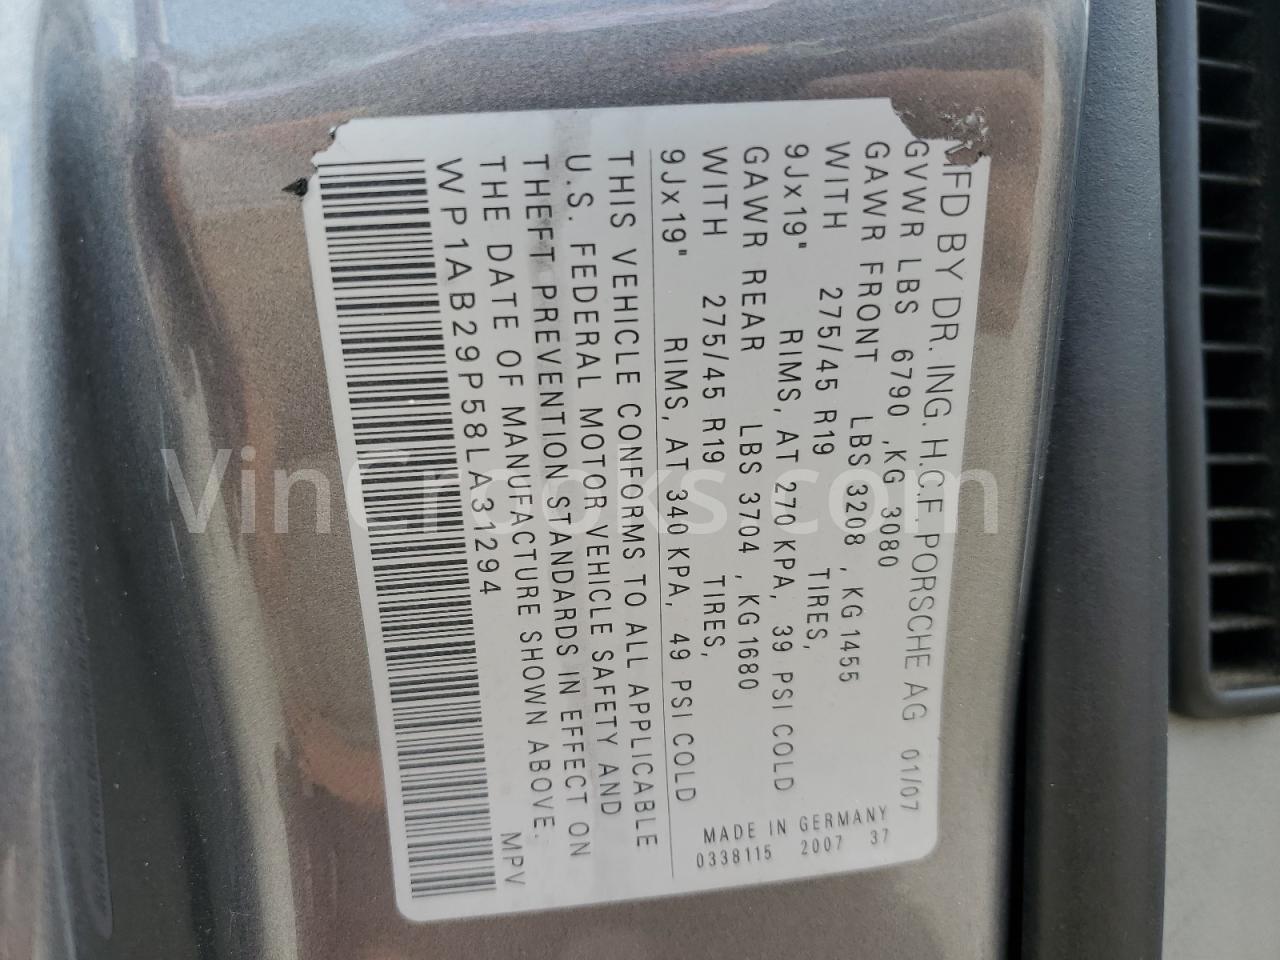 MFD BY DR. ING. H.C.F. PORSCHE AG 01/07
GVWR LBS 6790 ,KG 3080
GAWR FRONT LBS 3208 , KG 1455
WITH 275/45 R19 TIRES,
9Jx19" RIMS, AT 270 KPA, 39 PSI COLD
GAWR REAR LBS 3704 , KG 1680
WITH 275/45 R19 TIRES,
9Jx19" RIMS, AT 340 KPA, 49 PSI COLD
MADE IN GERMANY
0338115 2007 37
THIS VEHICLE CONFORMS TO ALL APPLICABLE
U.S. FEDERAL MOTOR VEHICLE SAFETY AND
THEFT PREVENTION STANDARDS IN EFFECT ON
THE DATE OF MANUFACTURE SHOWN ABOVE.
WP1AB29P58LA31294 MPV
VinCrooks.com